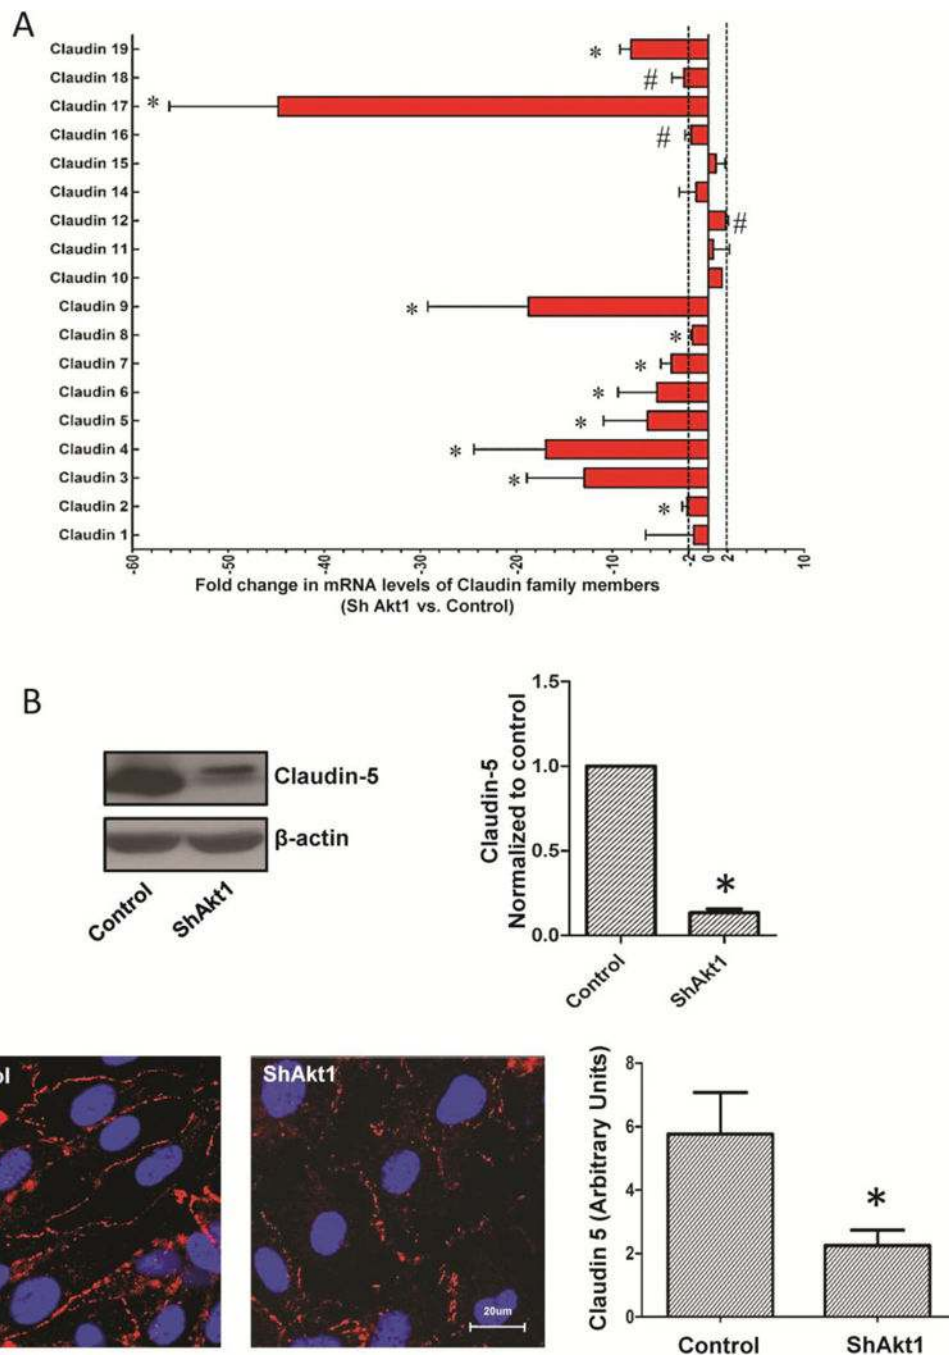 A
Claudin 19
*
Claudin 18
#
Claudin 17
*
Claudin 16
#
Claudin 15
Claudin 14
Claudin 12
#
Claudin 11
Claudin 10
Claudin 9
*
Claudin 8
*
Claudin 7
*
Claudin 6
*
Claudin 5
*
Claudin 4
*
Claudin 3
*
Claudin 2
*
Claudin 1
-60 -50 -40 -30 -20 -10 -2 0 2 10
Fold change in mRNA levels of Claudin family members
(Sh Akt1 vs. Control)
B
Claudin-5
β-actin
Control ShAkt1
Claudin-5
Normalized to control
1.5
1.0
0.5
0.0
*
Control ShAkt1
ol
ShAkt1
20um
Claudin 5 (Arbitrary Units)
8
6
4
2
0
*
Control ShAkt1